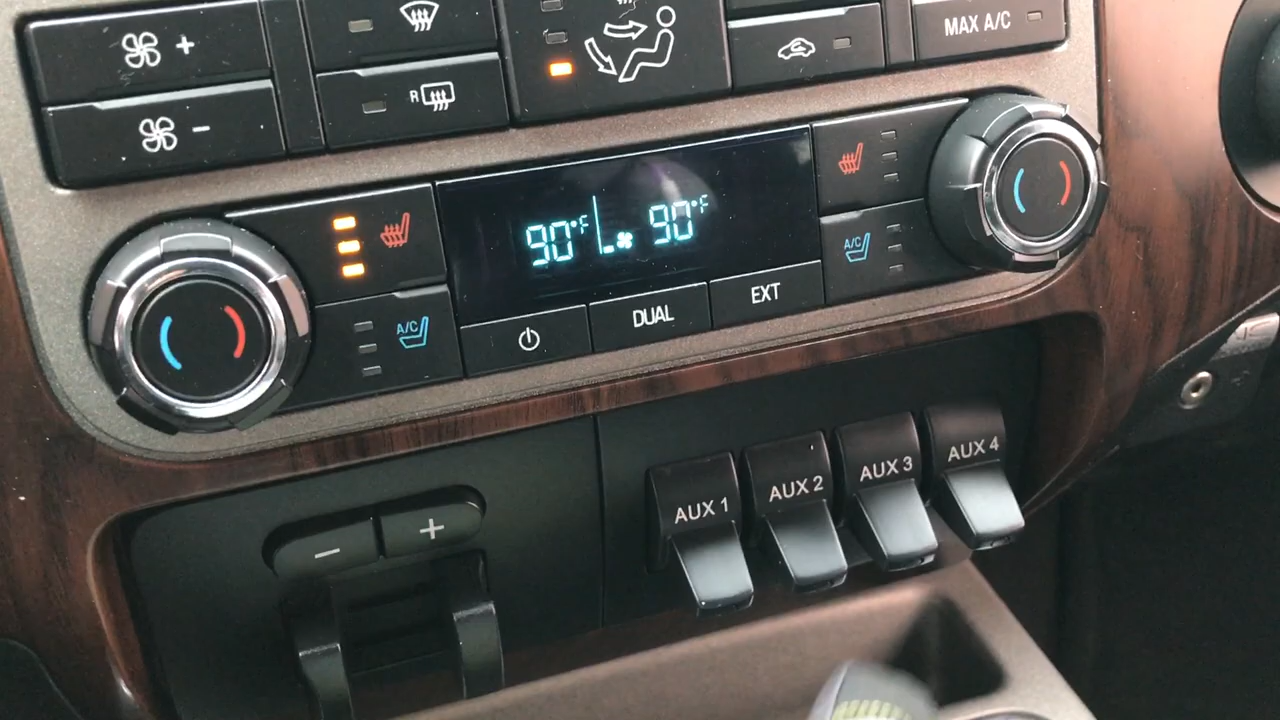 +
MAX A/C
R
−
90°F 90°F
A/C
A/C
DUAL
EXT
AUX 1
AUX 2
AUX 3
AUX 4
− +